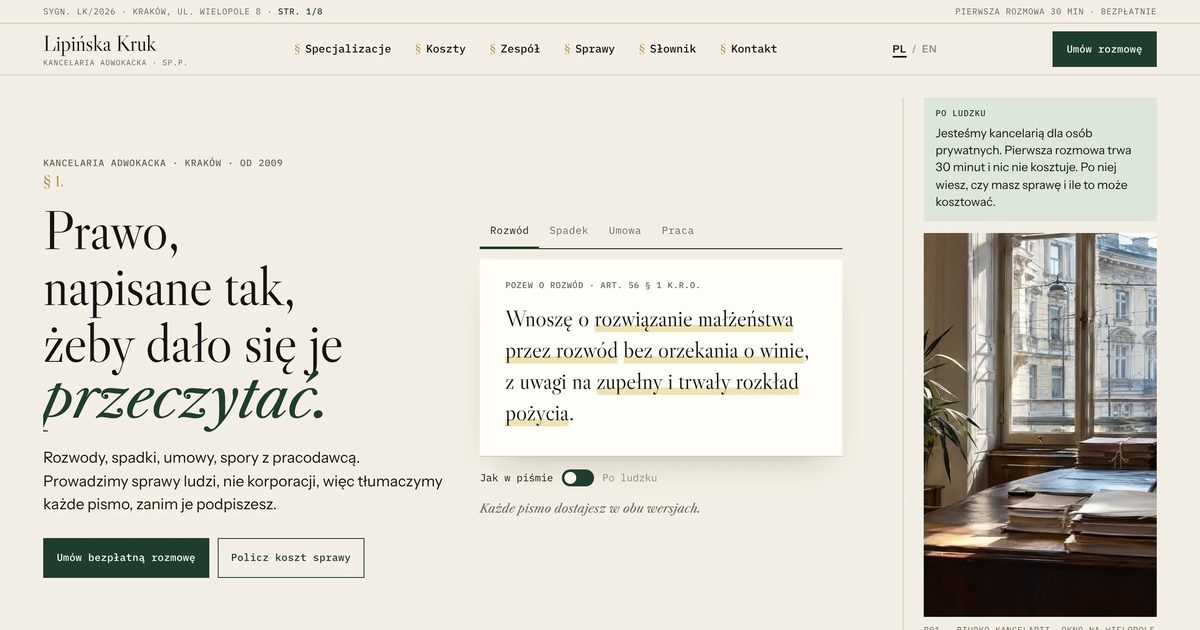 SYGN. LK/2026 · KRAKÓW, UL. WIELOPOLE 8 · STR. 1/8
PIERWSZA ROZMOWA 30 MIN · BEZPŁATNIE
Lipińska Kruk
KANCELARIA ADWOKACKA · SP.P.
§ Specjalizacje § Koszty § Zespół § Sprawy § Słownik § Kontakt
PL / EN
Umów rozmowę
KANCELARIA ADWOKACKA · KRAKÓW · OD 2009
§ 1.
Prawo,
napisane tak,
żeby dało się je
przeczytać.
Rozwody, spadki, umowy, spory z pracodawcą.
Prowadzimy sprawy ludzi, nie korporacji, więc tłumaczymy
każde pismo, zanim je podpiszesz.
Umów bezpłatną rozmowę
Policz koszt sprawy
Rozwód Spadek Umowa Praca
POZEW O ROZWÓD · ART. 56 § 1 K.R.O.
Wnoszę o rozwiązanie małżeństwa
przez rozwód bez orzekania o winie,
z uwagi na zupełny i trwały rozkład
pożycia.
Jak w piśmie Po ludzku
Każde pismo dostajesz w obu wersjach.
PO LUDZKU
Jesteśmy kancelarią dla osób
prywatnych. Pierwsza rozmowa trwa
30 minut i nic nie kosztuje. Po niej
wiesz, czy masz sprawę i ile to może
kosztować.